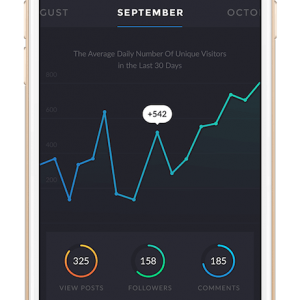 GUST SEPTEMBER OCTO
The Average Daily Number Of Unique Visitors
in the Last 30 Days
800
600
+542
400
200
325 158 185
VIEW POSTS FOLLOWERS COMMENTS